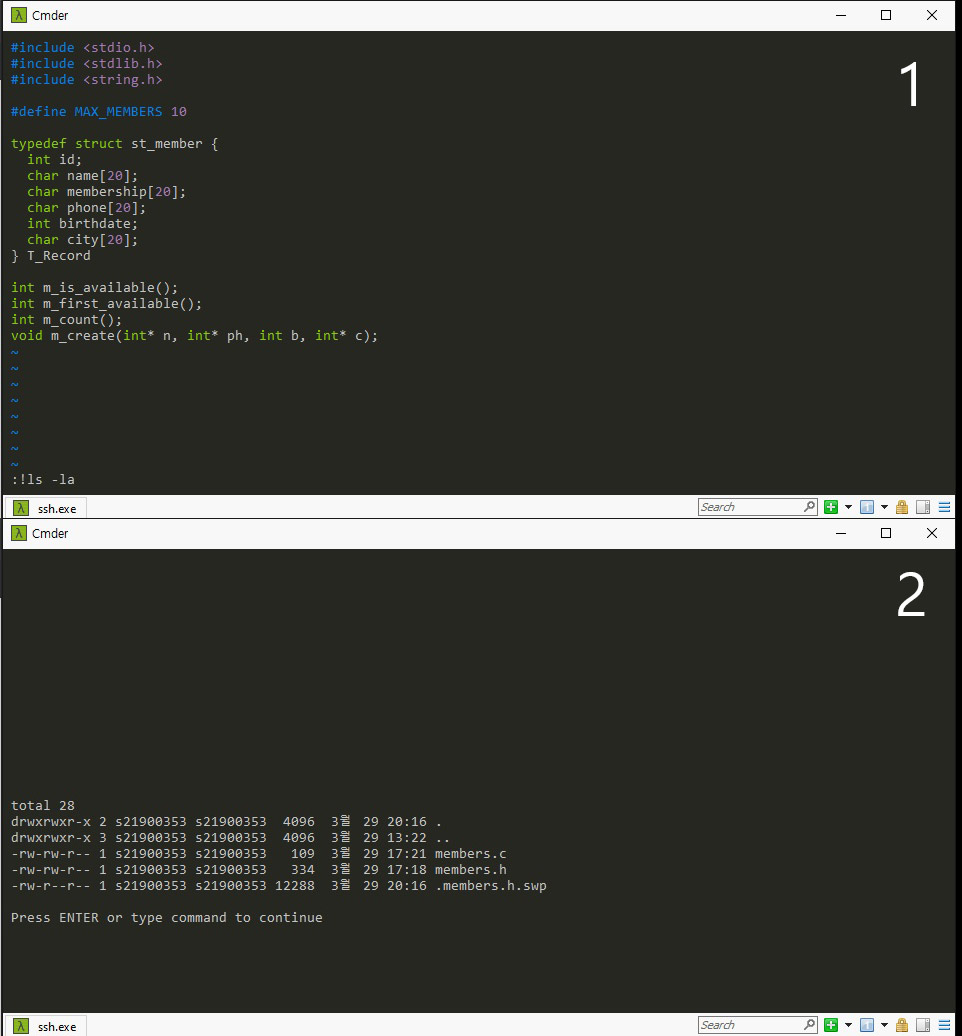 Cmder
#include <stdio.h>
#include <stdlib.h>
#include <string.h>
1
#define MAX_MEMBERS 10
typedef struct st_member {
  int id;
  char name[20];
  char membership[20];
  char phone[20];
  int birthdate;
  char city[20];
} T_Record
int m_is_available();
int m_first_available();
int m_count();
void m_create(int* n, int* ph, int b, int* c);
~
~
~
~
~
~
~
~
:!ls -la
ssh.exe
Search
Cmder
2
total 28
drwxrwxr-x 2 s21900353 s21900353  4096  3월  29 20:16 .
drwxrwxr-x 3 s21900353 s21900353  4096  3월  29 13:22 ..
-rw-rw-r-- 1 s21900353 s21900353   109  3월  29 17:21 members.c
-rw-rw-r-- 1 s21900353 s21900353   334  3월  29 17:18 members.h
-rw-r--r-- 1 s21900353 s21900353 12288  3월  29 20:16 .members.h.swp
Press ENTER or type command to continue
ssh.exe
Search